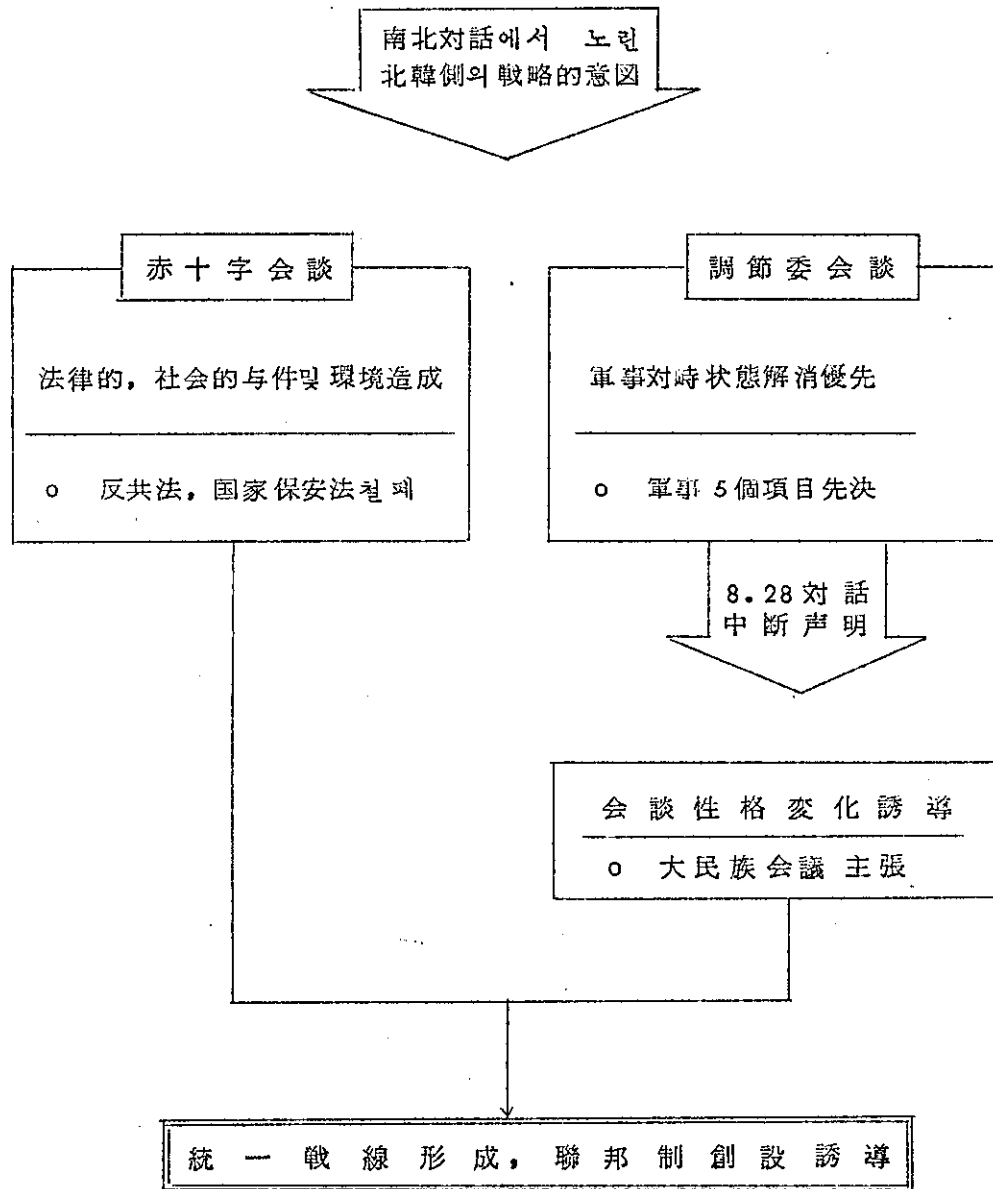 南北対話에서 노린
北韓側의 戦略的意図
赤十字会談
法律的, 社会的与件및 環境造成
o 反共法, 国家保安法철폐
調節委会談
軍事対峙状態解消優先
o 軍事 5個項目先決
8.28 対話
中断声明
会談性格変化誘導
o 大民族会議 主張
統一戦線形成, 聯邦制創設誘導